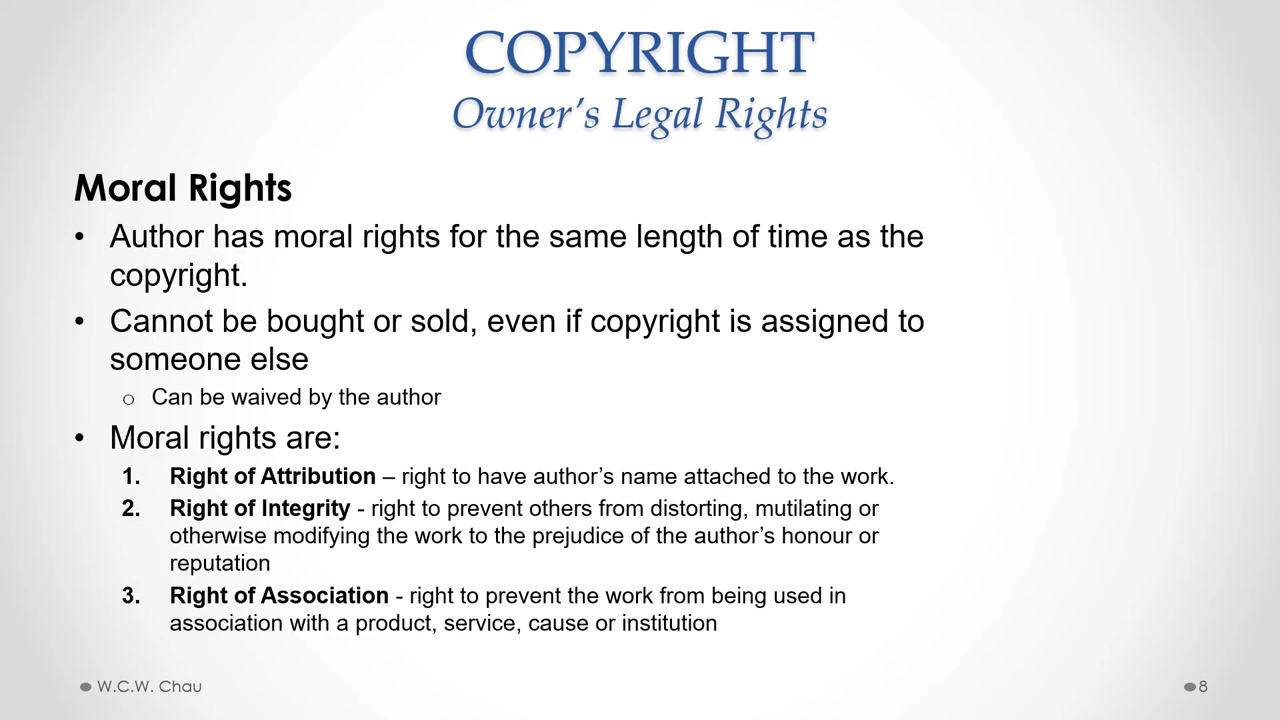 COPYRIGHT
Owner’s Legal Rights
Moral Rights
• Author has moral rights for the same length of time as the
copyright.
• Cannot be bought or sold, even if copyright is assigned to
someone else
o Can be waived by the author
• Moral rights are:
1. Right of Attribution – right to have author’s name attached to the work.
2. Right of Integrity - right to prevent others from distorting, mutilating or
otherwise modifying the work to the prejudice of the author’s honour or
reputation
3. Right of Association - right to prevent the work from being used in
association with a product, service, cause or institution
W.C.W. Chau
8